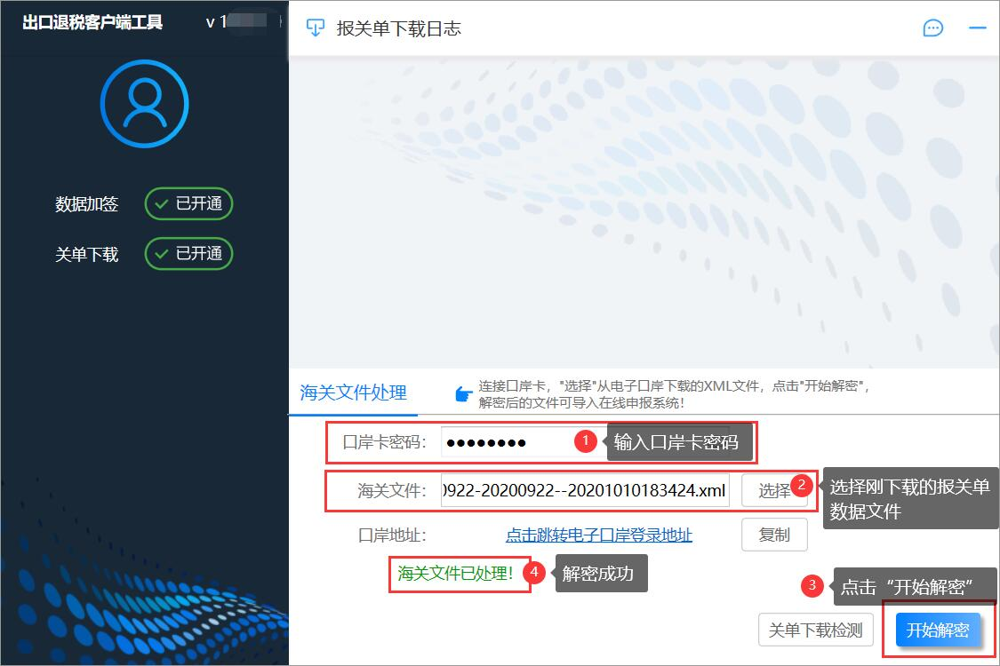 出口退税客户端工具 v 1
报关单下载日志
数据加签 已开通
关单下载 已开通
海关文件处理
连接口岸卡，"选择"从电子口岸下载的XML文件，点击"开始解密"，
解密后的文件可导入在线申报系统！
口岸卡密码： ●●●●●●●● 1 输入口岸卡密码
海关文件： 0922-20200922--20201010183424.xml 选择 2
选择刚下载的报关单
数据文件
口岸地址： 点击跳转电子口岸登录地址 复制
海关文件已处理！ 4 解密成功
3 点击“开始解密”
关单下载检测 开始解密